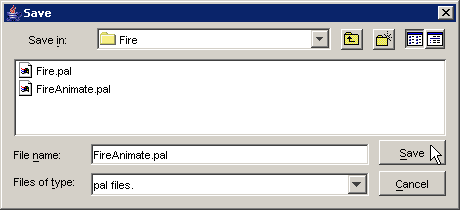 Save
Save in: Fire
Fire.pal
FireAnimate.pal
File name: FireAnimate.pal Save
Files of type: pal files. Cancel